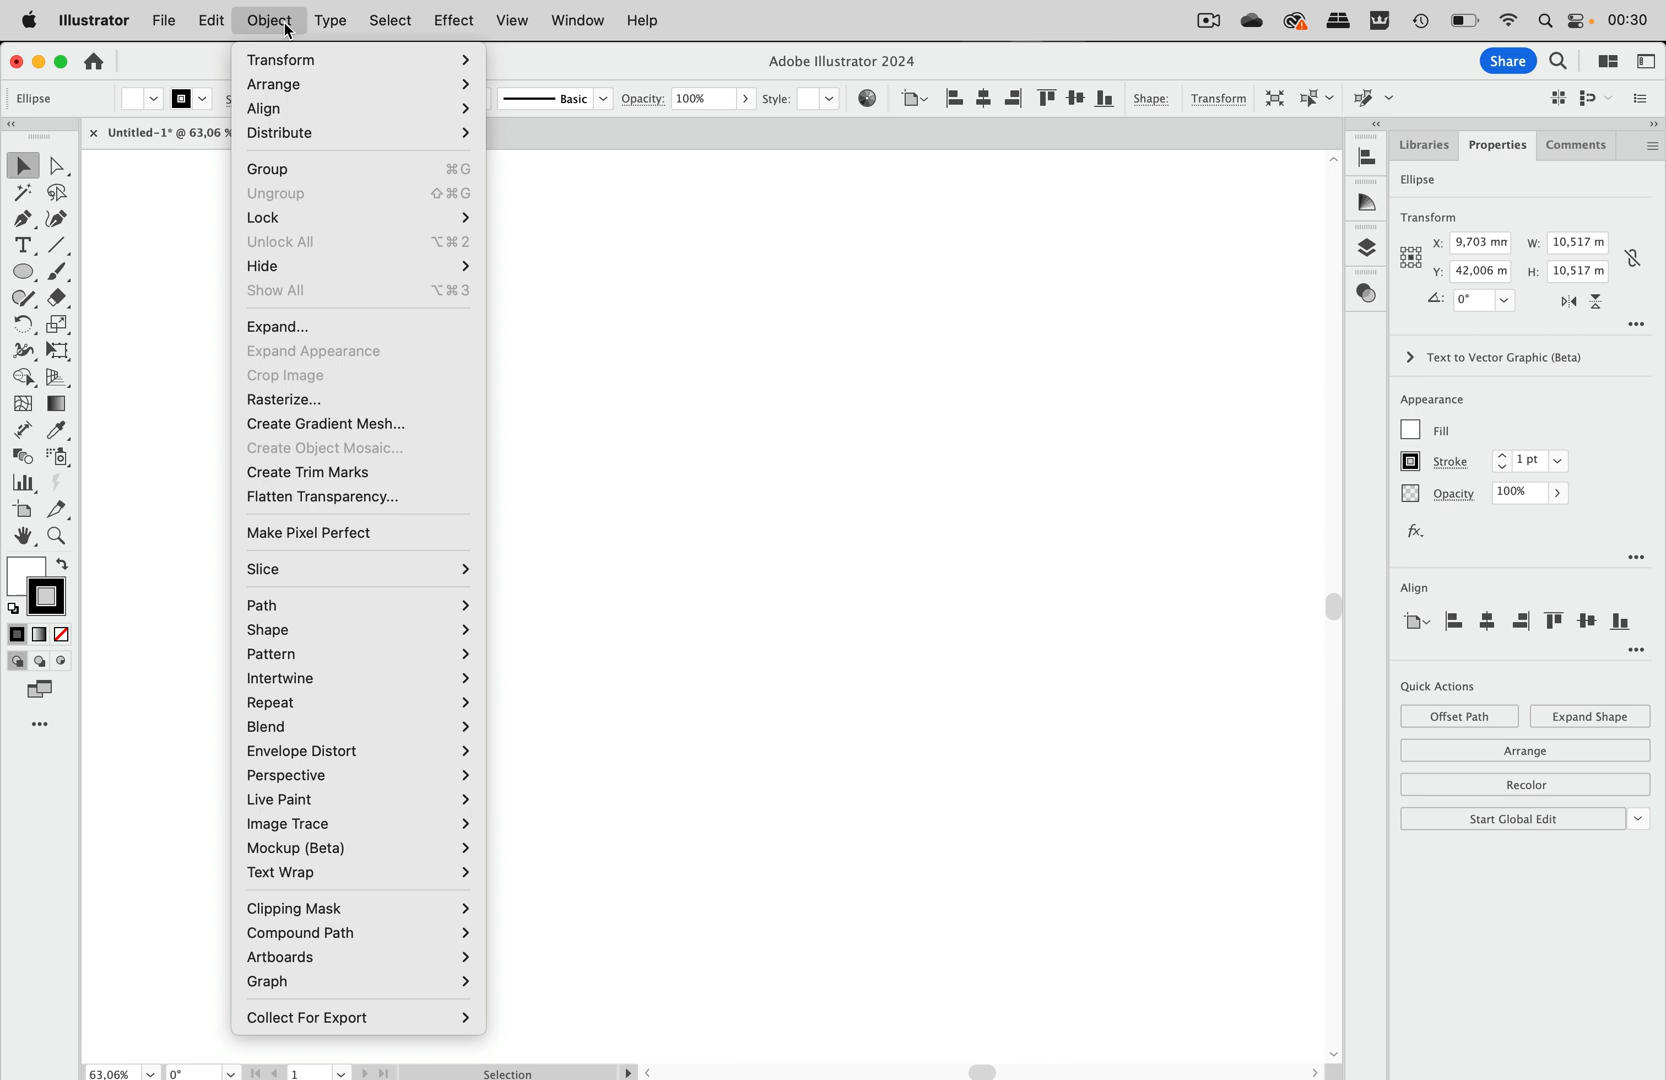 Illustrator File Edit Object Type Select Effect View Window Help 00:30
Adobe Illustrator 2024 Share
Ellipse Basic Opacity: 100% Style: Shape: Transform
Untitled-1* @ 63,06 %
Transform
Arrange
Align
Distribute
Group ⌘G
Ungroup ⇧⌘G
Lock
Unlock All ⌥⌘2
Hide
Show All ⌥⌘3
Expand...
Expand Appearance
Crop Image
Rasterize...
Create Gradient Mesh...
Create Object Mosaic...
Create Trim Marks
Flatten Transparency...
Make Pixel Perfect
Slice
Path
Shape
Pattern
Intertwine
Repeat
Blend
Envelope Distort
Perspective
Live Paint
Image Trace
Mockup (Beta)
Text Wrap
Clipping Mask
Compound Path
Artboards
Graph
Collect For Export
Libraries Properties Comments
Ellipse
Transform
X: 9,703 mm W: 10,517 m
Y: 42,006 m H: 10,517 m
0°
Text to Vector Graphic (Beta)
Appearance
Fill
Stroke 1 pt
Opacity 100%
fx.
Align
Quick Actions
Offset Path Expand Shape
Arrange
Recolor
Start Global Edit
63,06% 0° 1 Selection